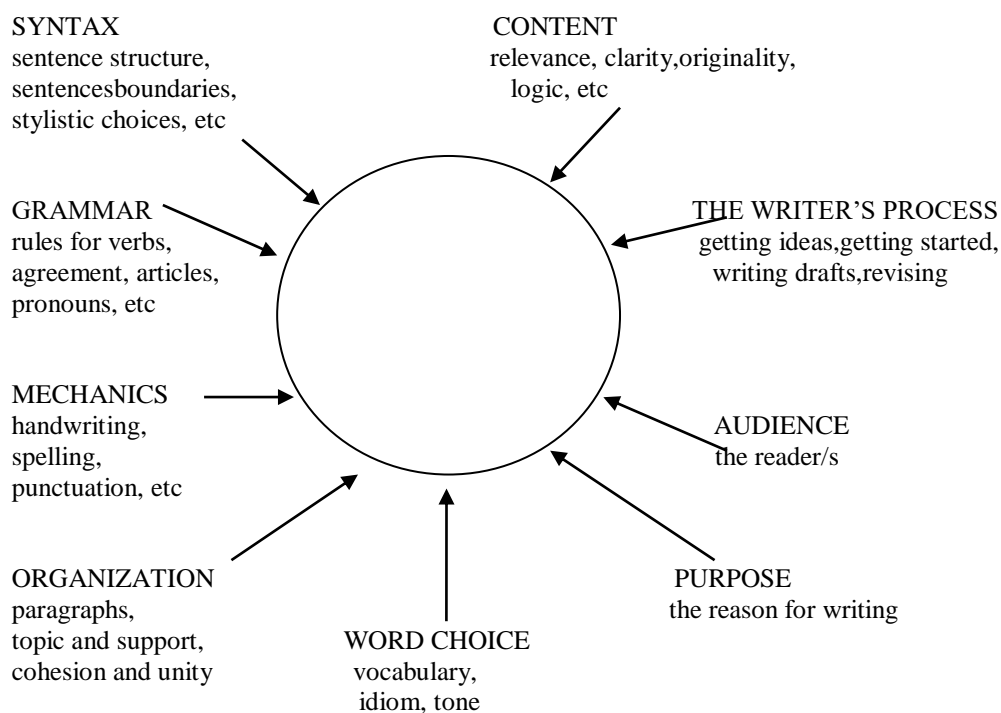 SYNTAX
sentence structure,
sentencesboundaries,
stylistic choices, etc
CONTENT
relevance, clarity,originality,
logic, etc
GRAMMAR
rules for verbs,
agreement, articles,
pronouns, etc
THE WRITER’S PROCESS
getting ideas,getting started,
writing drafts,revising
MECHANICS
handwriting,
spelling,
punctuation, etc
AUDIENCE
the reader/s
ORGANIZATION
paragraphs,
topic and support,
cohesion and unity
WORD CHOICE
vocabulary,
idiom, tone
PURPOSE
the reason for writing